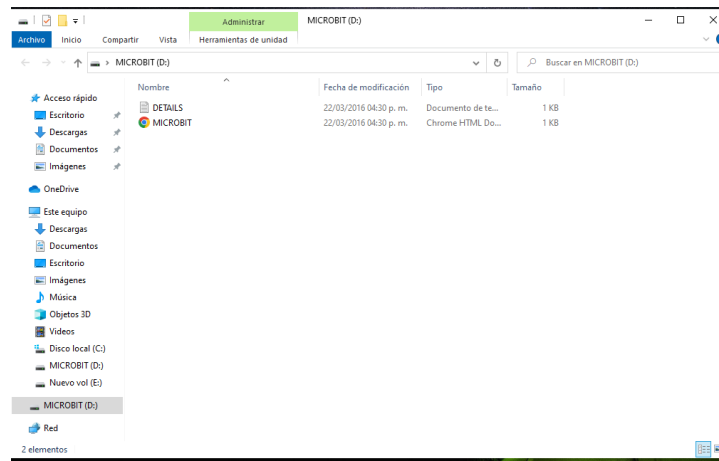 Administrar
MICROBIT (D:)
Archivo Inicio Compartir Vista Herramientas de unidad
MICROBIT (D:)
Buscar en MICROBIT (D:)
Nombre Fecha de modificación Tipo Tamaño
DETAILS 22/03/2016 04:30 p. m. Documento de te... 1 KB
MICROBIT 22/03/2016 04:30 p. m. Chrome HTML Do... 1 KB
Acceso rápido
Escritorio
Descargas
Documentos
Imágenes
OneDrive
Este equipo
Descargas
Documentos
Escritorio
Imágenes
Música
Objetos 3D
Videos
Disco local (C:)
MICROBIT (D:)
Nuevo vol (E:)
MICROBIT (D:)
Red
2 elementos